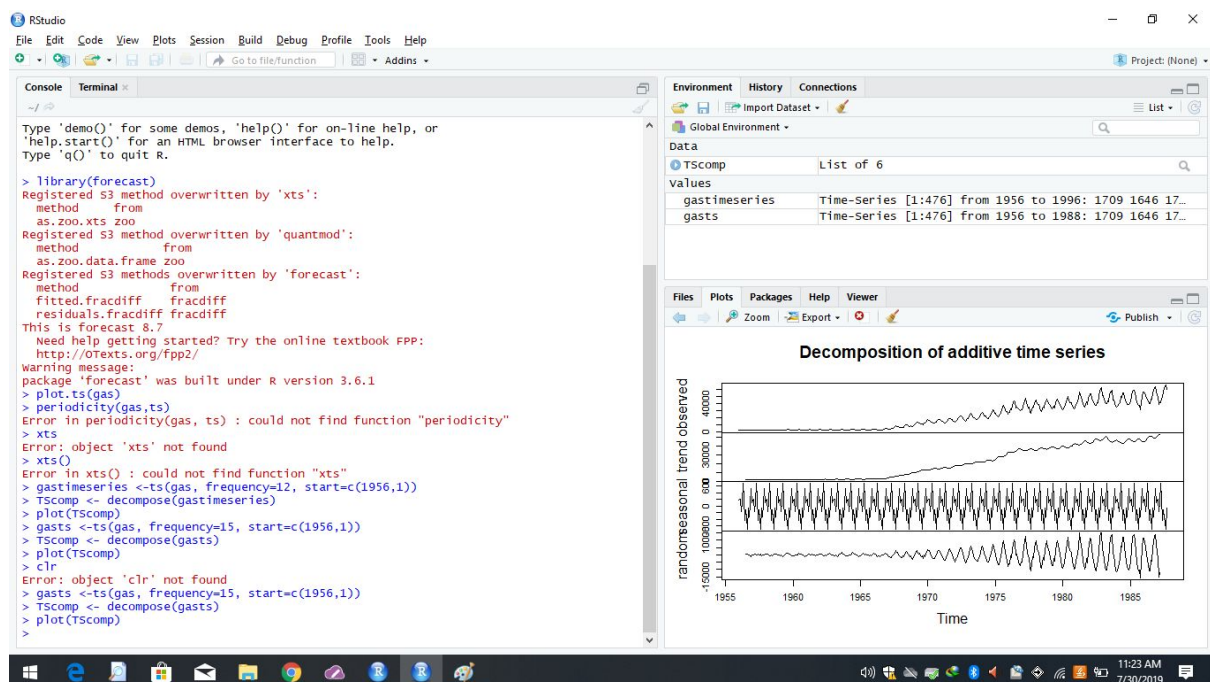 RStudio
File Edit Code View Plots Session Build Debug Profile Tools Help
Go to file/function Addins Project: (None)
Console Terminal
~/
Type 'demo()' for some demos, 'help()' for on-line help, or
'help.start()' for an HTML browser interface to help.
Type 'q()' to quit R.
> library(forecast)
Registered S3 method overwritten by 'xts':
method from
as.zoo.xts zoo
Registered S3 method overwritten by 'quantmod':
method from
as.zoo.data.frame zoo
Registered S3 methods overwritten by 'forecast':
method from
fitted.fracdiff fracdiff
residuals.fracdiff fracdiff
This is forecast 8.7
Need help getting started? Try the online textbook FPP:
http://OTexts.org/fpp2/
Warning message:
package 'forecast' was built under R version 3.6.1
> plot.ts(gas)
> periodicity(gas,ts)
Error in periodicity(gas, ts) : could not find function "periodicity"
> xts
Error: object 'xts' not found
> xts()
Error in xts() : could not find function "xts"
> gastimeseries <-ts(gas, frequency=12, start=c(1956,1))
> TScomp <- decompose(gastimeseries)
> plot(TScomp)
> gasts <-ts(gas, frequency=15, start=c(1956,1))
> TScomp <- decompose(gasts)
> plot(TScomp)
> clr
Error: object 'clr' not found
> gasts <-ts(gas, frequency=15, start=c(1956,1))
> TScomp <- decompose(gasts)
> plot(TScomp)
>
Environment History Connections
Import Dataset List
Global Environment
Data
TScomp List of 6
Values
gastimeseries Time-Series [1:476] from 1956 to 1996: 1709 1646 17…
gasts Time-Series [1:476] from 1956 to 1988: 1709 1646 17…
Files Plots Packages Help Viewer
Zoom Export Publish
Decomposition of additive time series
observed
0 40000
trend
30000
seasonal
0 600
random
-15000
1955 1960 1965 1970 1975 1980 1985
Time
11:23 AM
7/30/2019